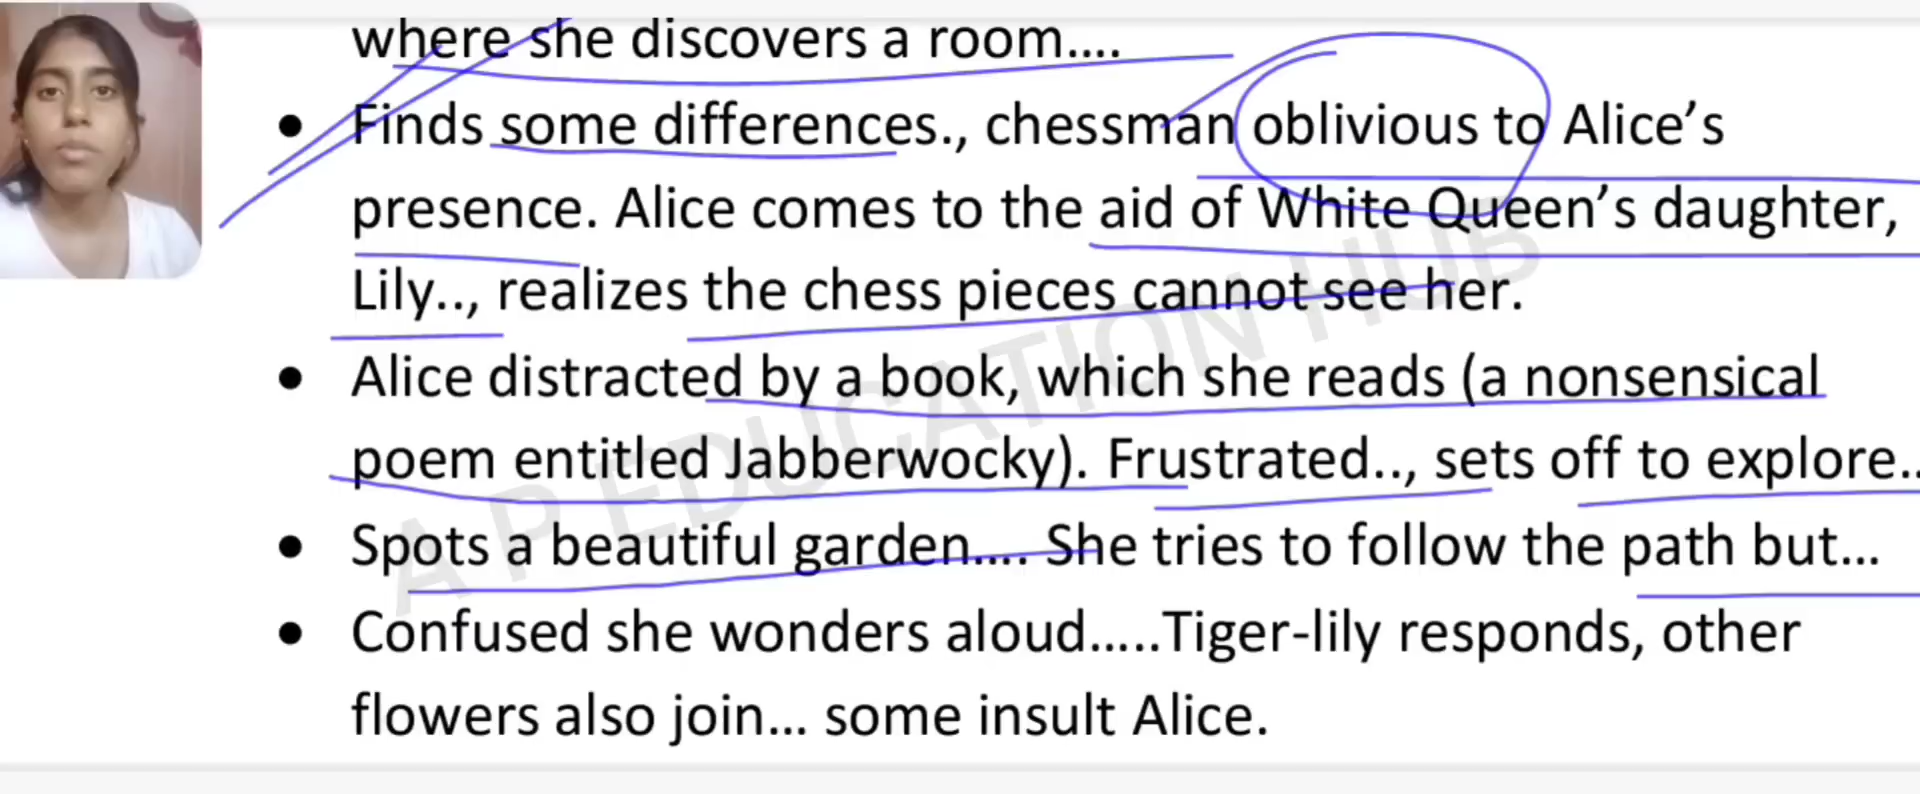 where she discovers a room....
• Finds some differences., chessman oblivious to Alice’s
presence. Alice comes to the aid of White Queen’s daughter,
Lily.., realizes the chess pieces cannot see her.
• Alice distracted by a book, which she reads (a nonsensical
poem entitled Jabberwocky). Frustrated.., sets off to explore..
• Spots a beautiful garden.... She tries to follow the path but...
• Confused she wonders aloud.....Tiger-lily responds, other
flowers also join... some insult Alice.
A P EDUCATION HUB